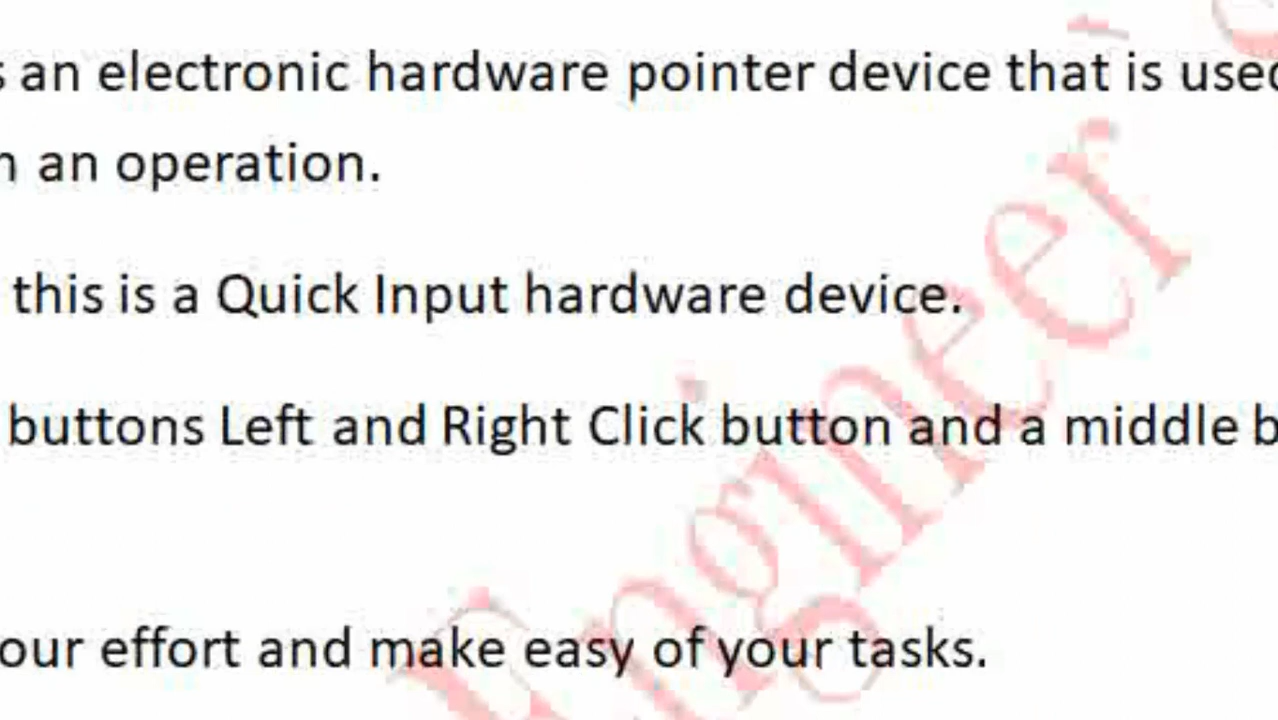 an electronic hardware pointer device that is used
an operation.
this is a Quick Input hardware device.
buttons Left and Right Click button and a middle
our effort and make easy of your tasks.
ngineer